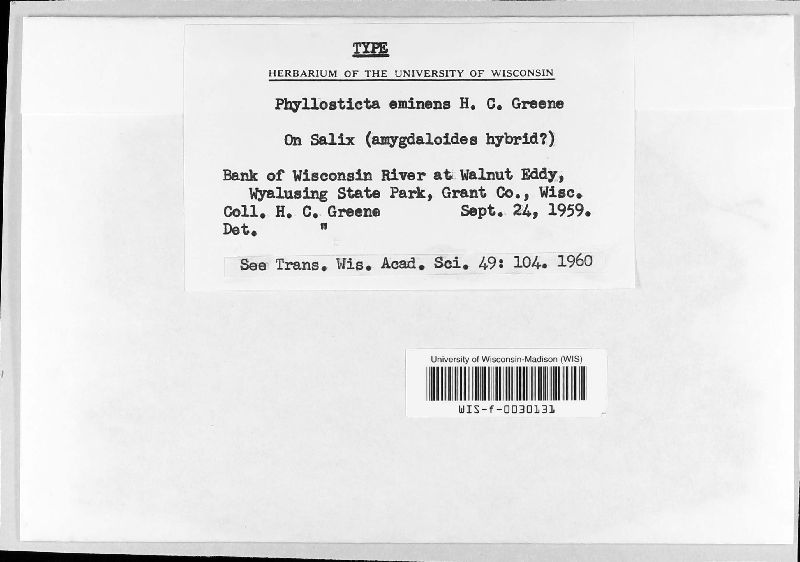 TYPE
HERBARIUM OF THE UNIVERSITY OF WISCONSIN
Phyllosticta eminens H. C. Greene
On Salix (amygdaloides hybrid?)
Bank of Wisconsin River at Walnut Eddy,
Wyalusing State Park, Grant Co., Wisc.
Coll. H. C. Greene Sept. 24, 1959.
Det. "
See Trans. Wis. Acad. Sci. 49: 104. 1960
University of Wisconsin-Madison (WIS)
WIS-f-0030131